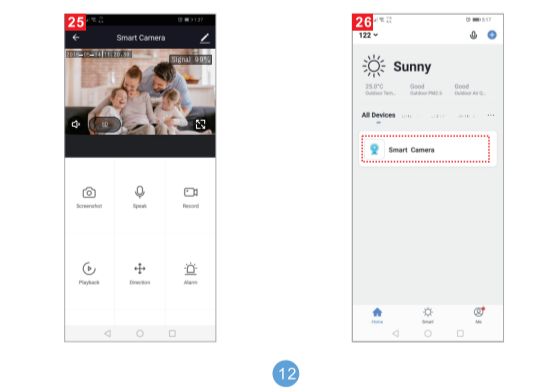 25
Smart Camera
Signal 99%
SD
Screenshot
Speak
Record
Playback
Direction
Alarm
26
122
Sunny
25.0°C
Good
Good
Outdoor Tem...
Outdoor PM2.5
Outdoor Air Q...
All Devices
...
Smart Camera
Home
Smart
Me
12